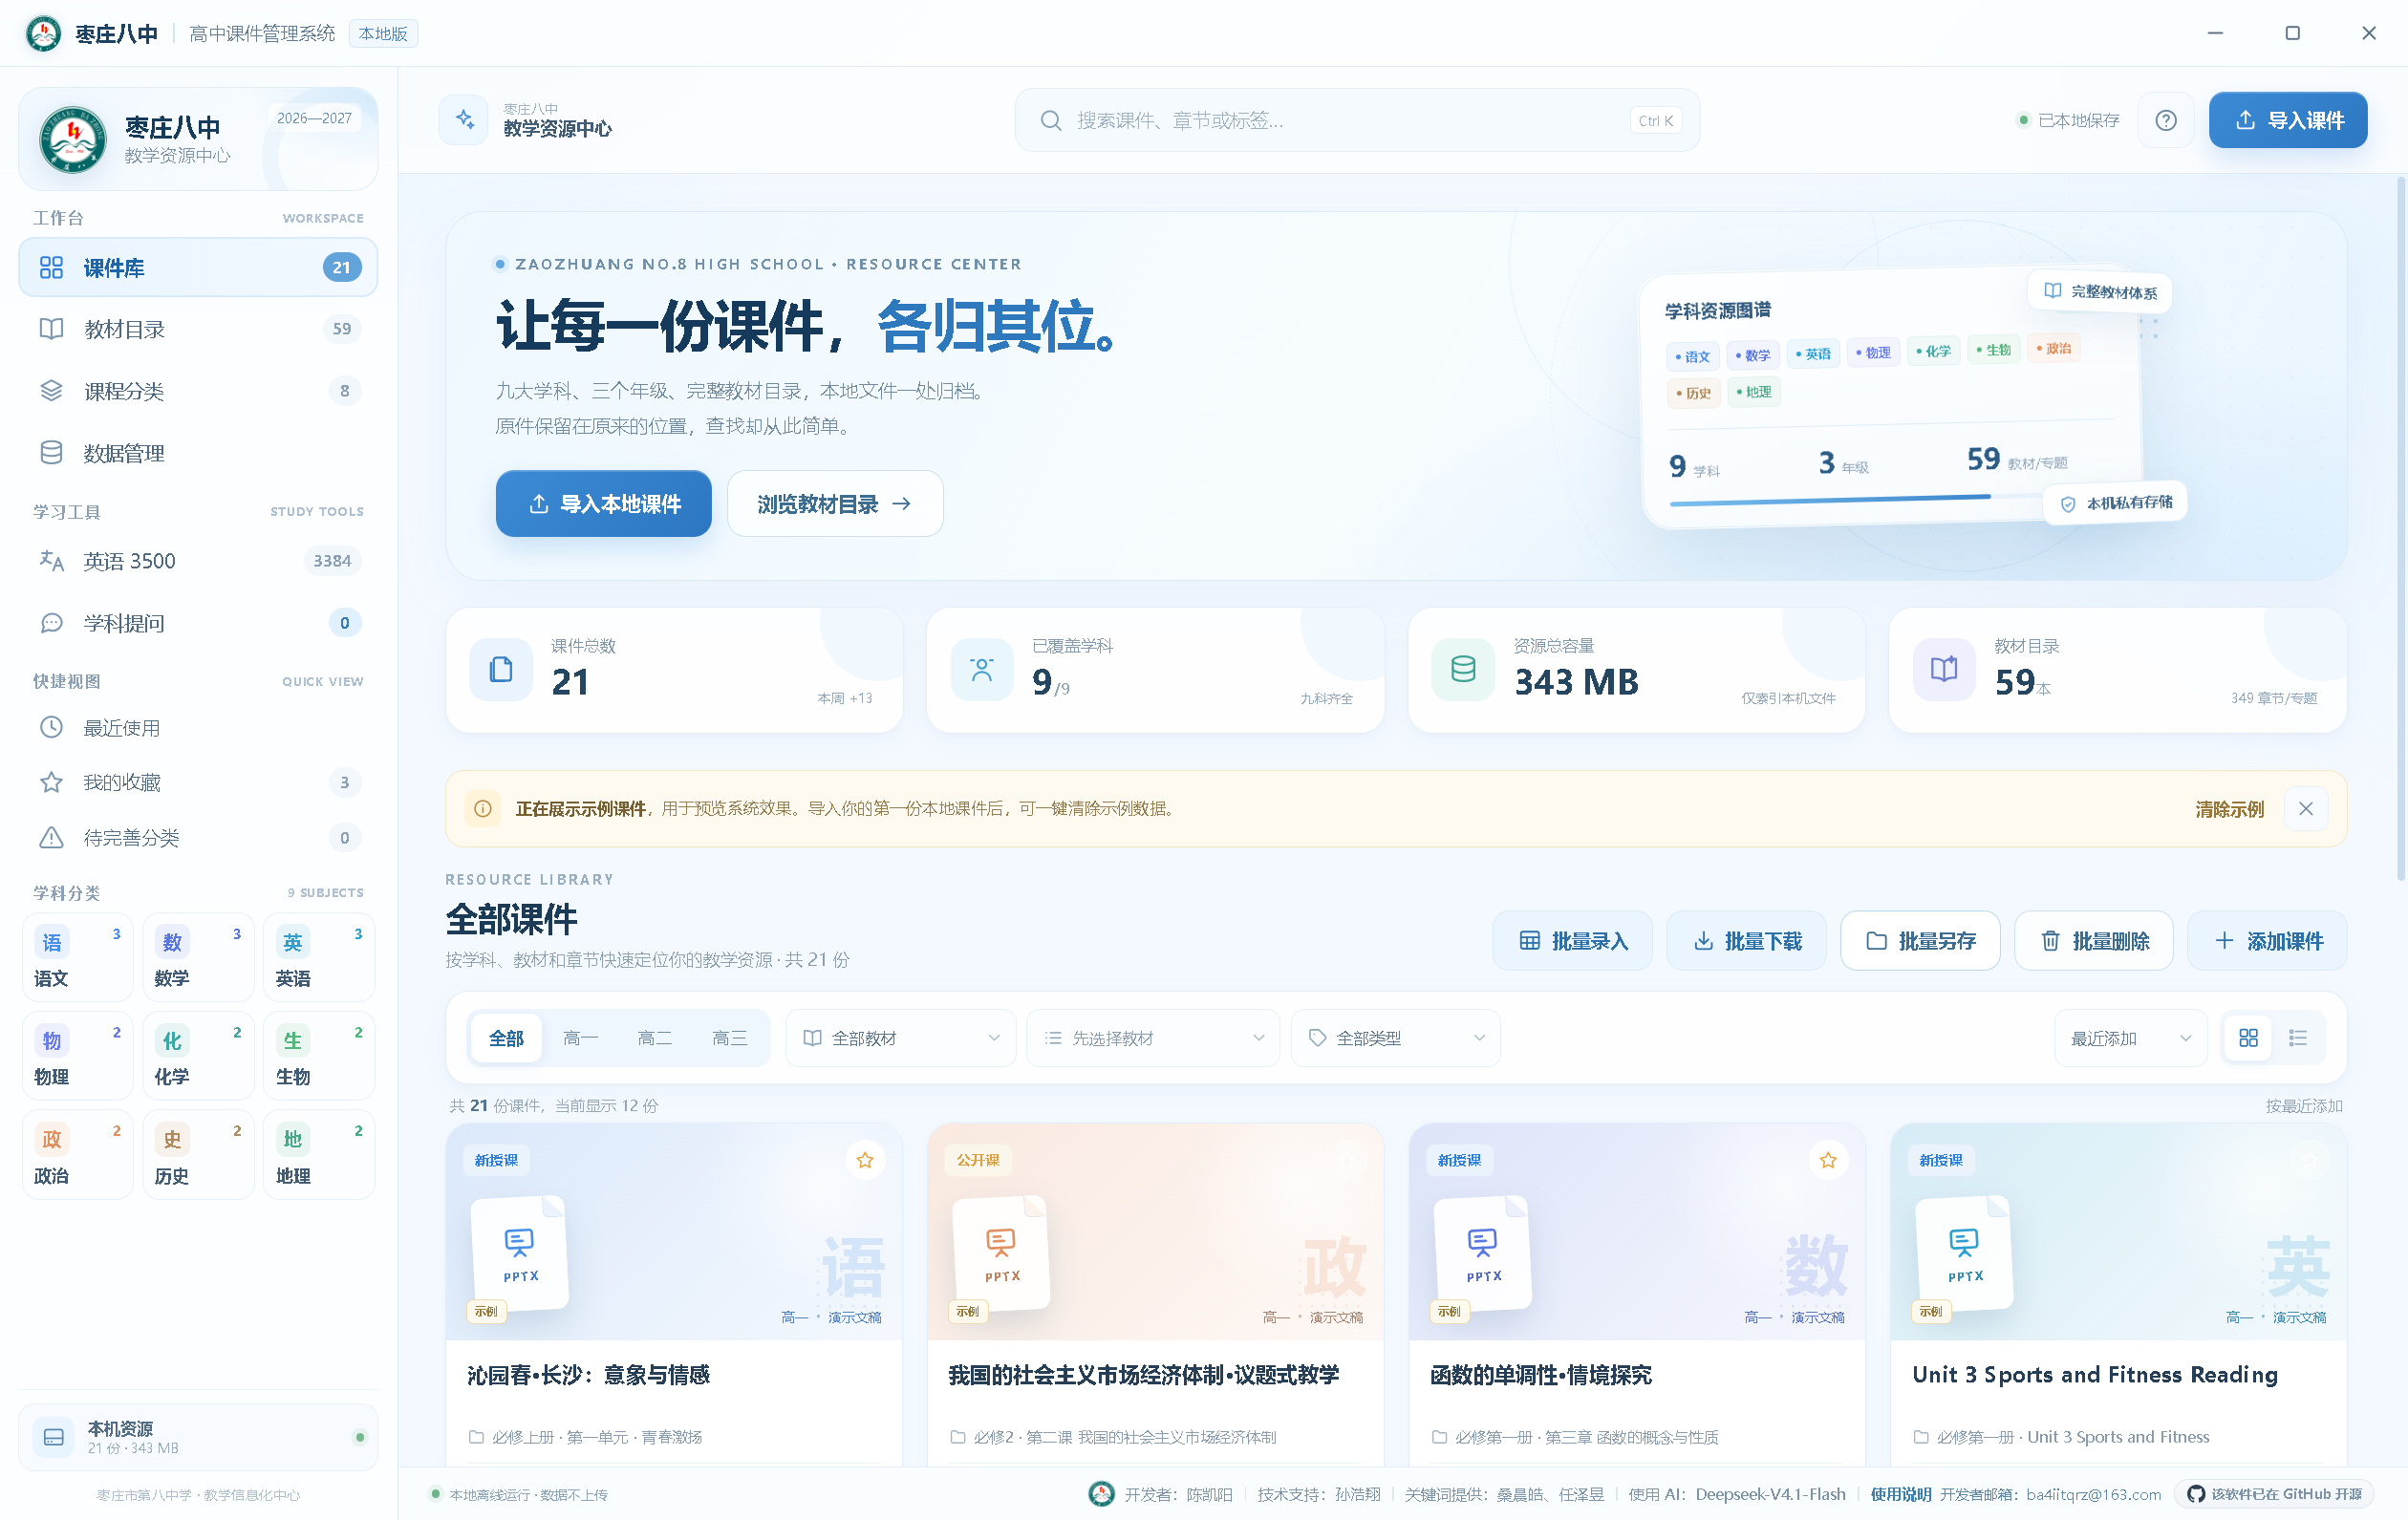 枣庄八中 高中课件管理系统 本地版
枣庄八中
教学资源中心
2026—2027
工作台 WORKSPACE
课件库 21
教材目录 59
课程分类 8
数据管理
学习工具 STUDY TOOLS
英语 3500 3384
学科提问 0
快捷视图 QUICK VIEW
最近使用
我的收藏 3
待完善分类 0
学科分类 9 SUBJECTS
语 3 数 3 英 3
语文 数学 英语
物 2 化 2 生 2
物理 化学 生物
政 2 史 2 地 2
政治 历史 地理
本机资源
21 份 · 343 MB
枣庄市第八中学 · 教学信息化中心
枣庄八中
教学资源中心
搜索课件、章节或标签... Ctrl K
已本地保存
导入课件
ZAOZHUANG NO.8 HIGH SCHOOL • RESOURCE CENTER
让每一份课件，各归其位。
九大学科、三个年级、完整教材目录，本地文件一处归档。
原件保留在原来的位置，查找却从此简单。
导入本地课件 浏览教材目录 →
学科资源图谱
完整教材体系
语文 数学 英语 物理 化学 生物 政治
历史 地理
9 学科 3 年级 59 教材/专题
本机私有存储
课件总数
21
本周 +13
已覆盖学科
9/9
九科齐全
资源总容量
343 MB
仅索引本机文件
教材目录
59本
349 章节/专题
正在展示示例课件，用于预览系统效果。导入你的第一份本地课件后，可一键清除示例数据。 清除示例
RESOURCE LIBRARY
全部课件
按学科、教材和章节快速定位你的教学资源 · 共 21 份
批量录入 批量下载 批量另存 批量删除 添加课件
全部 高一 高二 高三 全部教材 先选择教材 全部类型 最近添加
共 21 份课件，当前显示 12 份 按最近添加
新授课
PPTX
示例
语
高一 · 演示文稿
沁园春•长沙：意象与情感
必修上册 · 第一单元 · 青春激扬
公开课
PPTX
示例
政
高一 · 演示文稿
我国的社会主义市场经济体制•议题式教学
必修2 · 第二课 我国的社会主义市场经济体制
新授课
PPTX
示例
数
高一 · 演示文稿
函数的单调性•情境探究
必修第一册 · 第三章 函数的概念与性质
新授课
PPTX
示例
英
高一 · 演示文稿
Unit 3 Sports and Fitness Reading
必修第一册 · Unit 3 Sports and Fitness
本地离线运行 · 数据不上传
开发者：陈凯阳 技术支持：孙浩翔 关键词提供：桑晨皓、任泽昱 使用 AI：Deepseek-V4.1-Flash 使用说明 开发者邮箱：ba4iitqrz@163.com 该软件已在 GitHub 开源